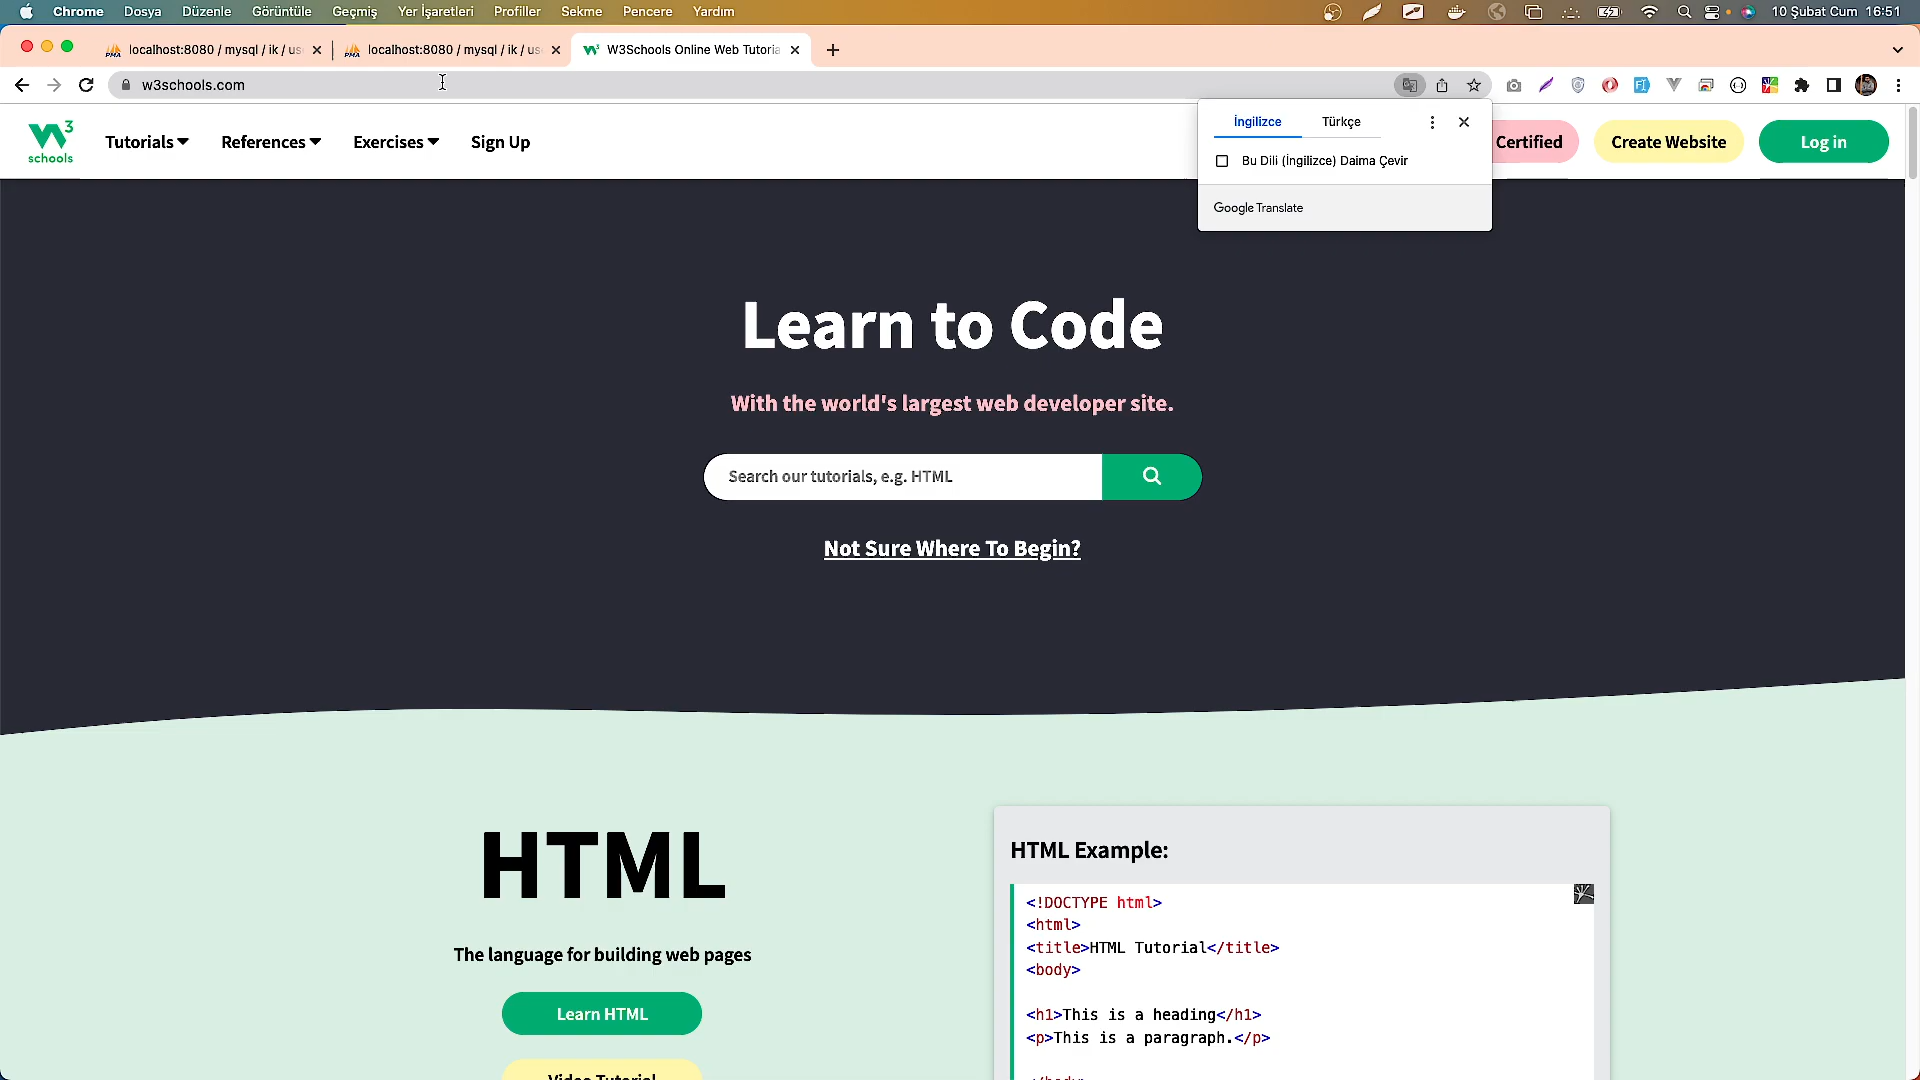 Chrome Dosya Düzenle Görüntüle Geçmiş Yer İşaretleri Profiller Sekme Pencere Yardım 10 Şubat Cum 16:51
localhost:8080 / mysql / ik / us localhost:8080 / mysql / ik / us W3Schools Online Web Tutoria
w3schools.com
İngilizce Türkçe
Bu Dili (İngilizce) Daima Çevir
Google Translate
W3 schools Tutorials References Exercises Sign Up Certified Create Website Log in
Learn to Code
With the world's largest web developer site.
Search our tutorials, e.g. HTML
Not Sure Where To Begin?
HTML
The language for building web pages
Learn HTML
Video Tutorial
HTML Example:
<!DOCTYPE html>
<html>
<title>HTML Tutorial</title>
<body>
<h1>This is a heading</h1>
<p>This is a paragraph.</p>
</body>